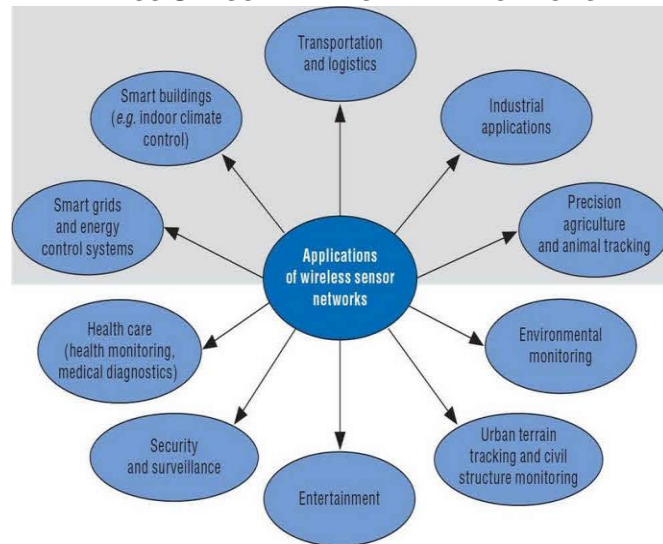 Transportation
and logistics
Smart buildings
(e.g. indoor climate
control)
Industrial
applications
Smart grids
and energy
control systems
Precision
agriculture
and animal tracking
Applications
of wireless sensor
networks
Health care
(health monitoring,
medical diagnostics)
Environmental
monitoring
Security
and surveillance
Urban terrain
tracking and civil
structure monitoring
Entertainment